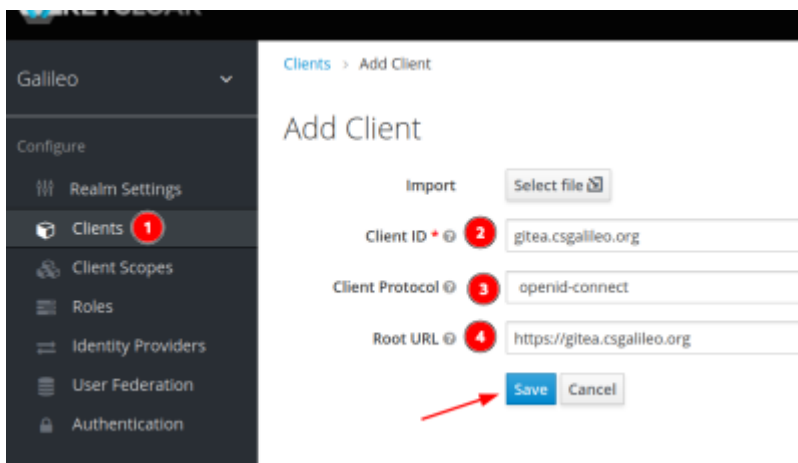 Galileo
Configure
Realm Settings
Clients 1
Client Scopes
Roles
Identity Providers
User Federation
Authentication
Clients > Add Client
Add Client
Import Select file
Client ID * 2 gitea.csgalileo.org
Client Protocol 3 openid-connect
Root URL 4 https://gitea.csgalileo.org
Save Cancel